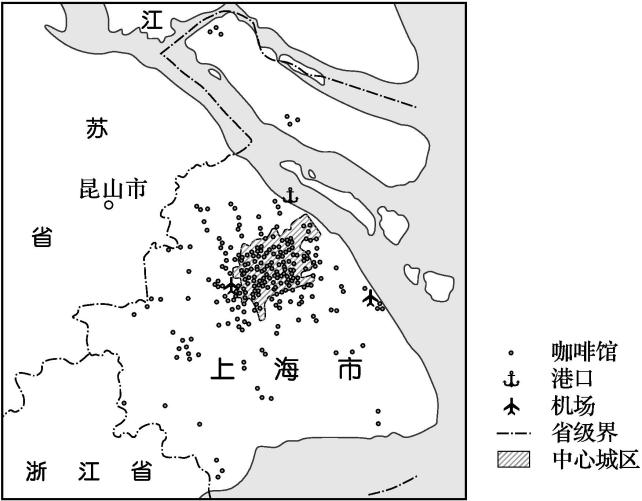 江
苏
昆山市
省
上海市
浙江省
咖啡馆
港口
机场
省级界
中心城区